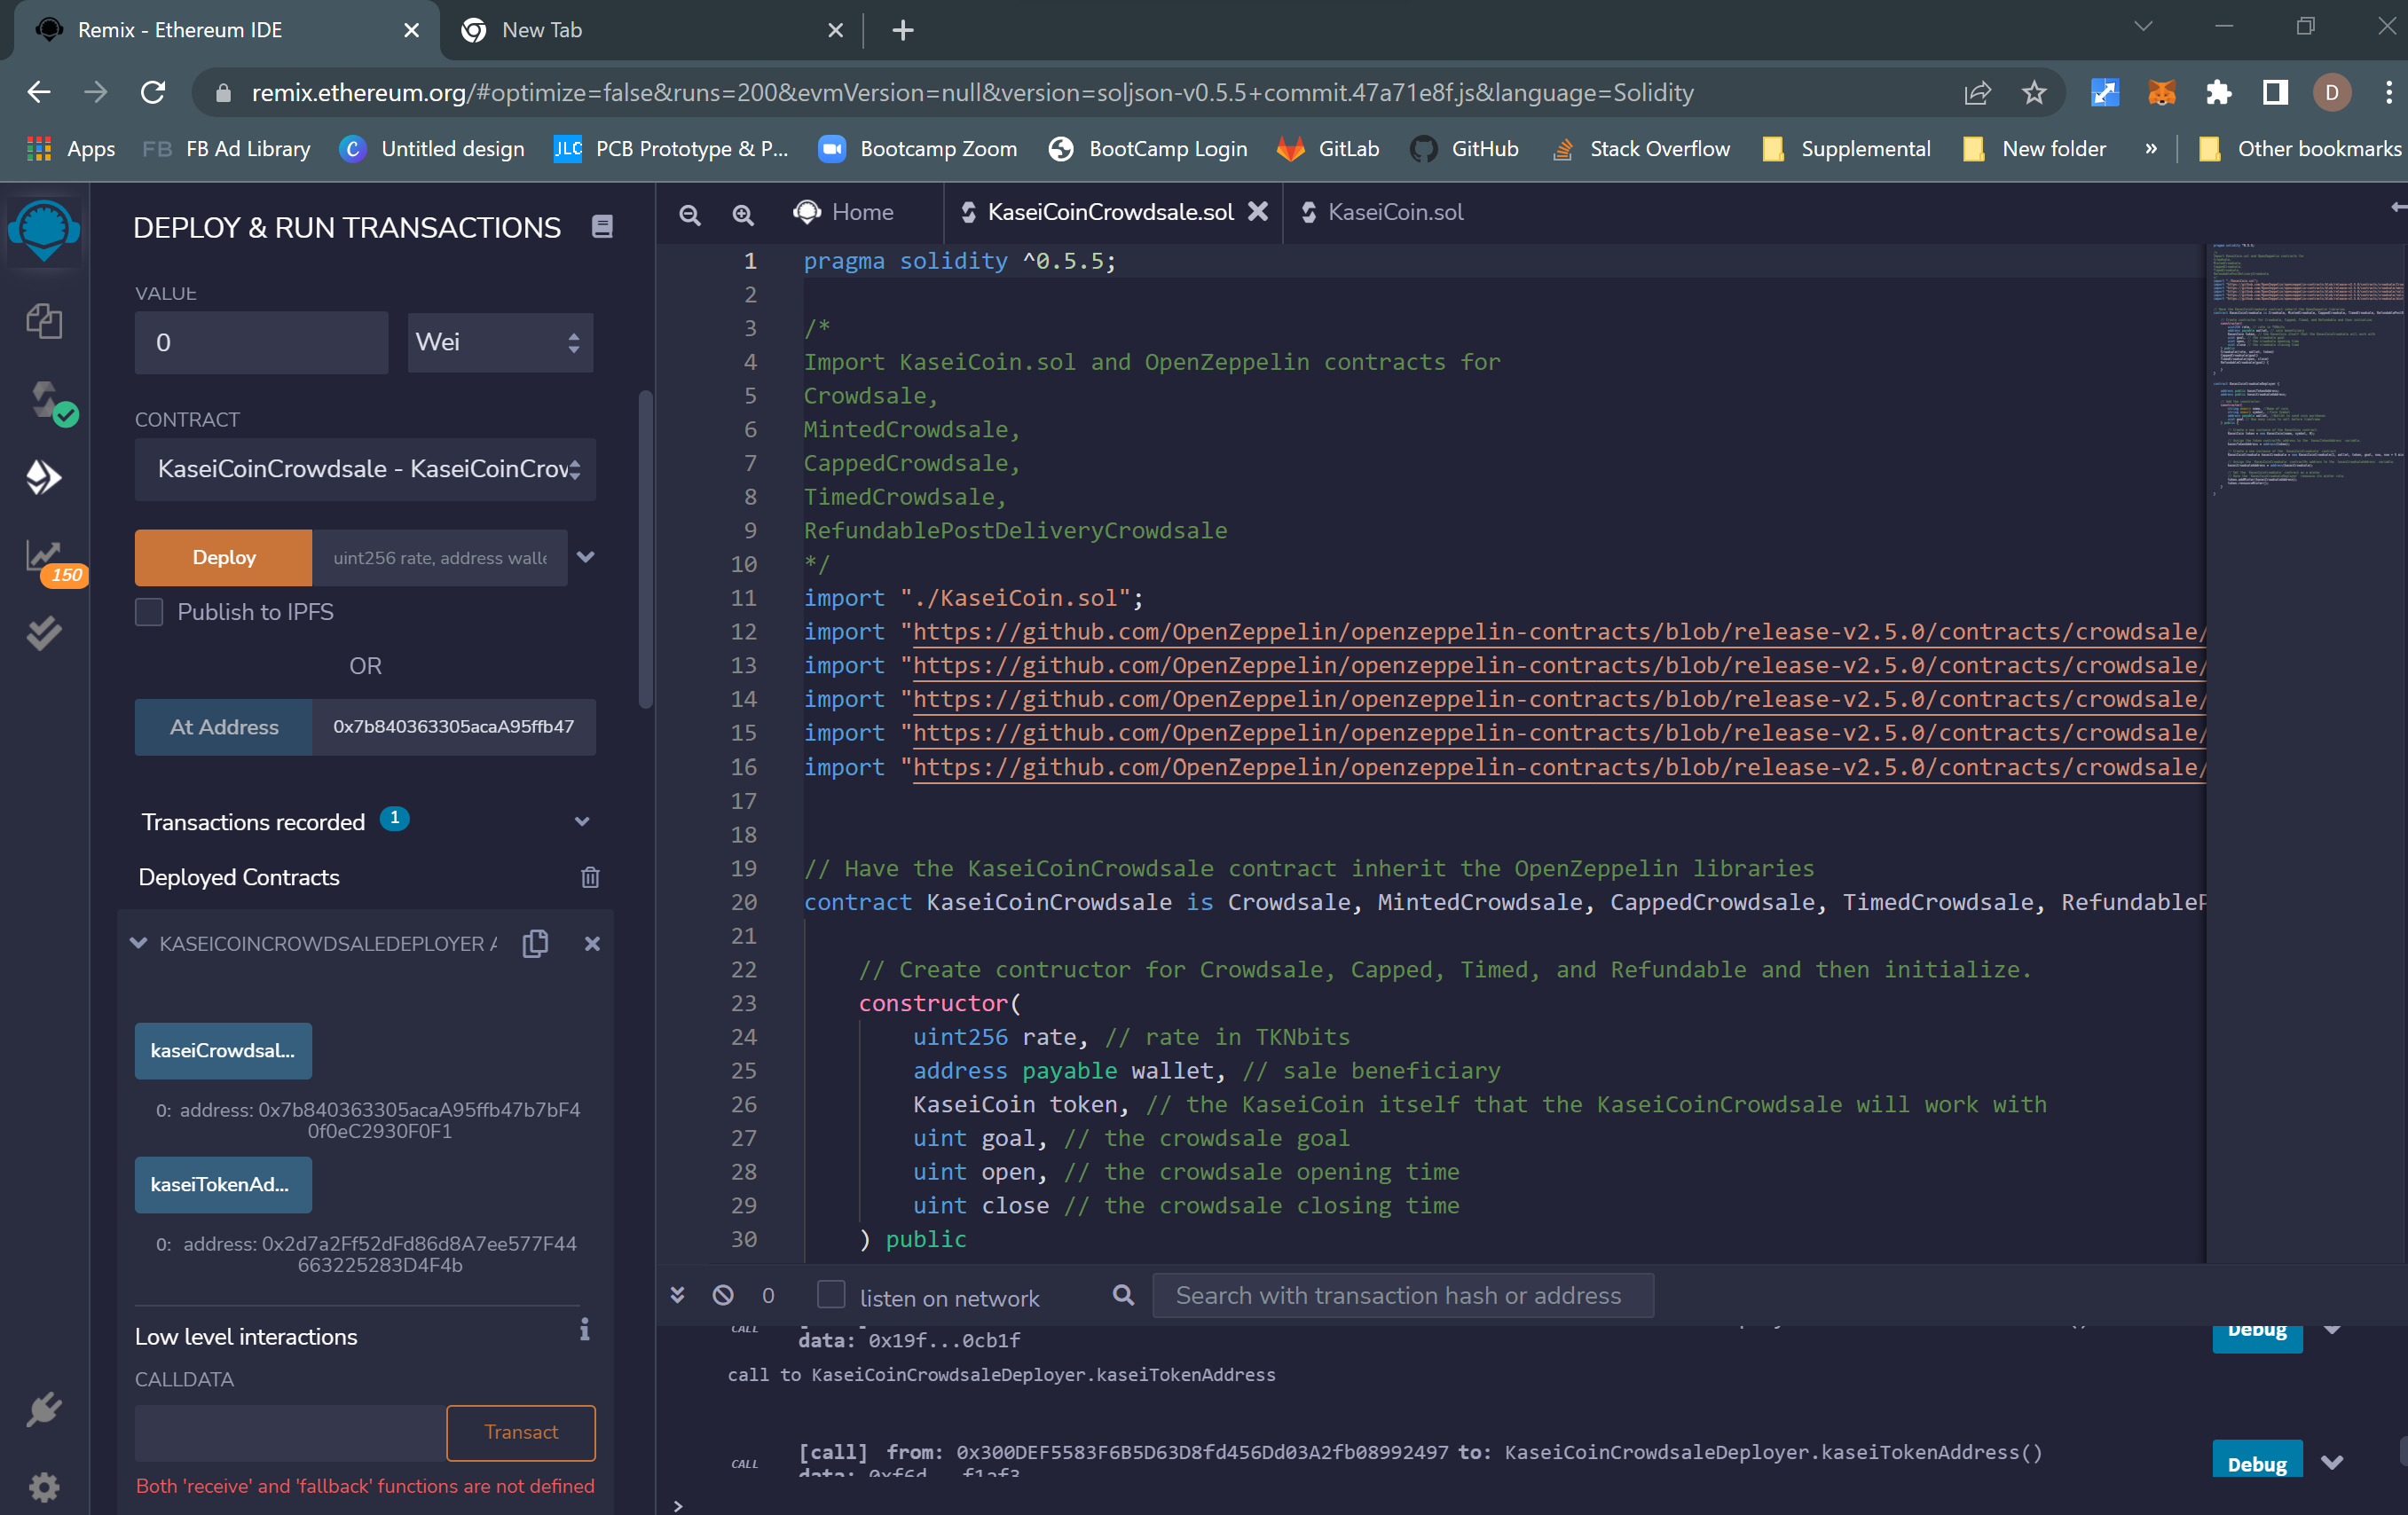 Remix - Ethereum IDE
New Tab
remix.ethereum.org/#optimize=false&runs=200&evmVersion=null&version=soljson-v0.5.5+commit.47a71e8f.js&language=Solidity
D
Apps
FB FB Ad Library
C Untitled design
JLC PCB Prototype & P...
Bootcamp Zoom
BootCamp Login
GitLab
GitHub
Stack Overflow
Supplemental
New folder
»
Other bookmarks
DEPLOY & RUN TRANSACTIONS
VALUE
0
Wei
CONTRACT
KaseiCoinCrowdsale - KaseiCoinCrov
Deploy
uint256 rate, address walle
150
Publish to IPFS
OR
At Address
0x7b840363305acaA95ffb47
Transactions recorded 1
Deployed Contracts
KASEICOINCROWDSALEDEPLOYER A
kaseiCrowdsal...
0: address: 0x7b840363305acaA95ffb47b7bF4
0f0eC2930F0F1
kaseiTokenAd...
0: address: 0x2d7a2Ff52dFd86d8A7ee577F44
663225283D4F4b
Low level interactions
CALLDATA
Transact
Both 'receive' and 'fallback' functions are not defined
Home
KaseiCoinCrowdsale.sol
KaseiCoin.sol
1 pragma solidity ^0.5.5;
2
3 /*
4 Import KaseiCoin.sol and OpenZeppelin contracts for
5 Crowdsale,
6 MintedCrowdsale,
7 CappedCrowdsale,
8 TimedCrowdsale,
9 RefundablePostDeliveryCrowdsale
10 */
11 import "./KaseiCoin.sol";
12 import "https://github.com/OpenZeppelin/openzeppelin-contracts/blob/release-v2.5.0/contracts/crowdsale/
13 import "https://github.com/OpenZeppelin/openzeppelin-contracts/blob/release-v2.5.0/contracts/crowdsale/
14 import "https://github.com/OpenZeppelin/openzeppelin-contracts/blob/release-v2.5.0/contracts/crowdsale/
15 import "https://github.com/OpenZeppelin/openzeppelin-contracts/blob/release-v2.5.0/contracts/crowdsale/
16 import "https://github.com/OpenZeppelin/openzeppelin-contracts/blob/release-v2.5.0/contracts/crowdsale/
17
18
19 // Have the KaseiCoinCrowdsale contract inherit the OpenZeppelin libraries
20 contract KaseiCoinCrowdsale is Crowdsale, MintedCrowdsale, CappedCrowdsale, TimedCrowdsale, RefundableP
21
22 // Create contructor for Crowdsale, Capped, Timed, and Refundable and then initialize.
23 constructor(
24 uint256 rate, // rate in TKNbits
25 address payable wallet, // sale beneficiary
26 KaseiCoin token, // the KaseiCoin itself that the KaseiCoinCrowdsale will work with
27 uint goal, // the crowdsale goal
28 uint open, // the crowdsale opening time
29 uint close // the crowdsale closing time
30 ) public
0
listen on network
Search with transaction hash or address
CALL
data: 0x19f...0cb1f
Debug
call to KaseiCoinCrowdsaleDeployer.kaseiTokenAddress
CALL
[call] from: 0x300DEF5583F6B5D63D8fd456Dd03A2fb08992497 to: KaseiCoinCrowdsaleDeployer.kaseiTokenAddress()
data: 0xf6d...f1af3
Debug
>